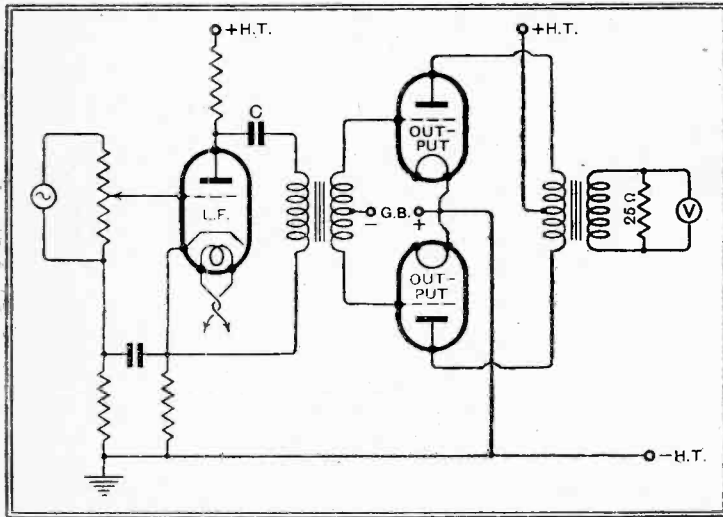 +H.T.
+H.T.
C
OUT-
PUT
L.F.
- G.B. +
25 Ω
V
OUT-
PUT
-H.T.